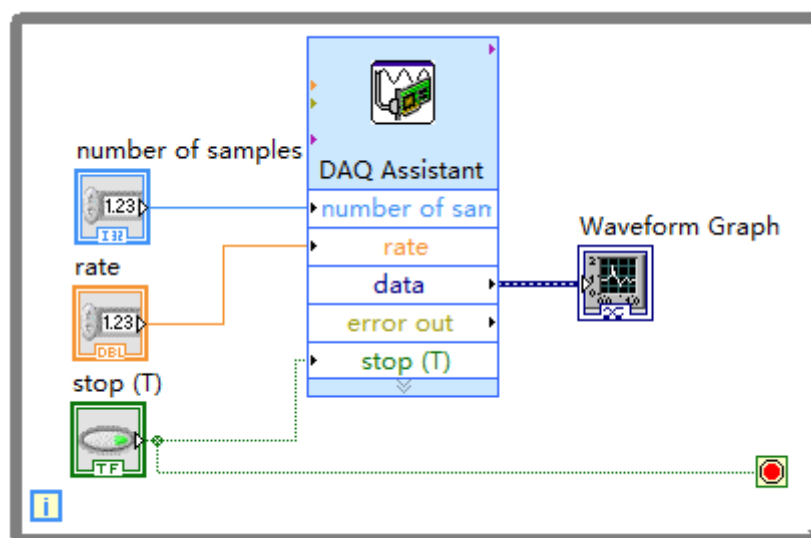 DAQ Assistant
number of samples
1.23
I32
number of sam
rate
1.23
DBL
rate
data
error out
stop (T)
stop (T)
TF
Waveform Graph
i